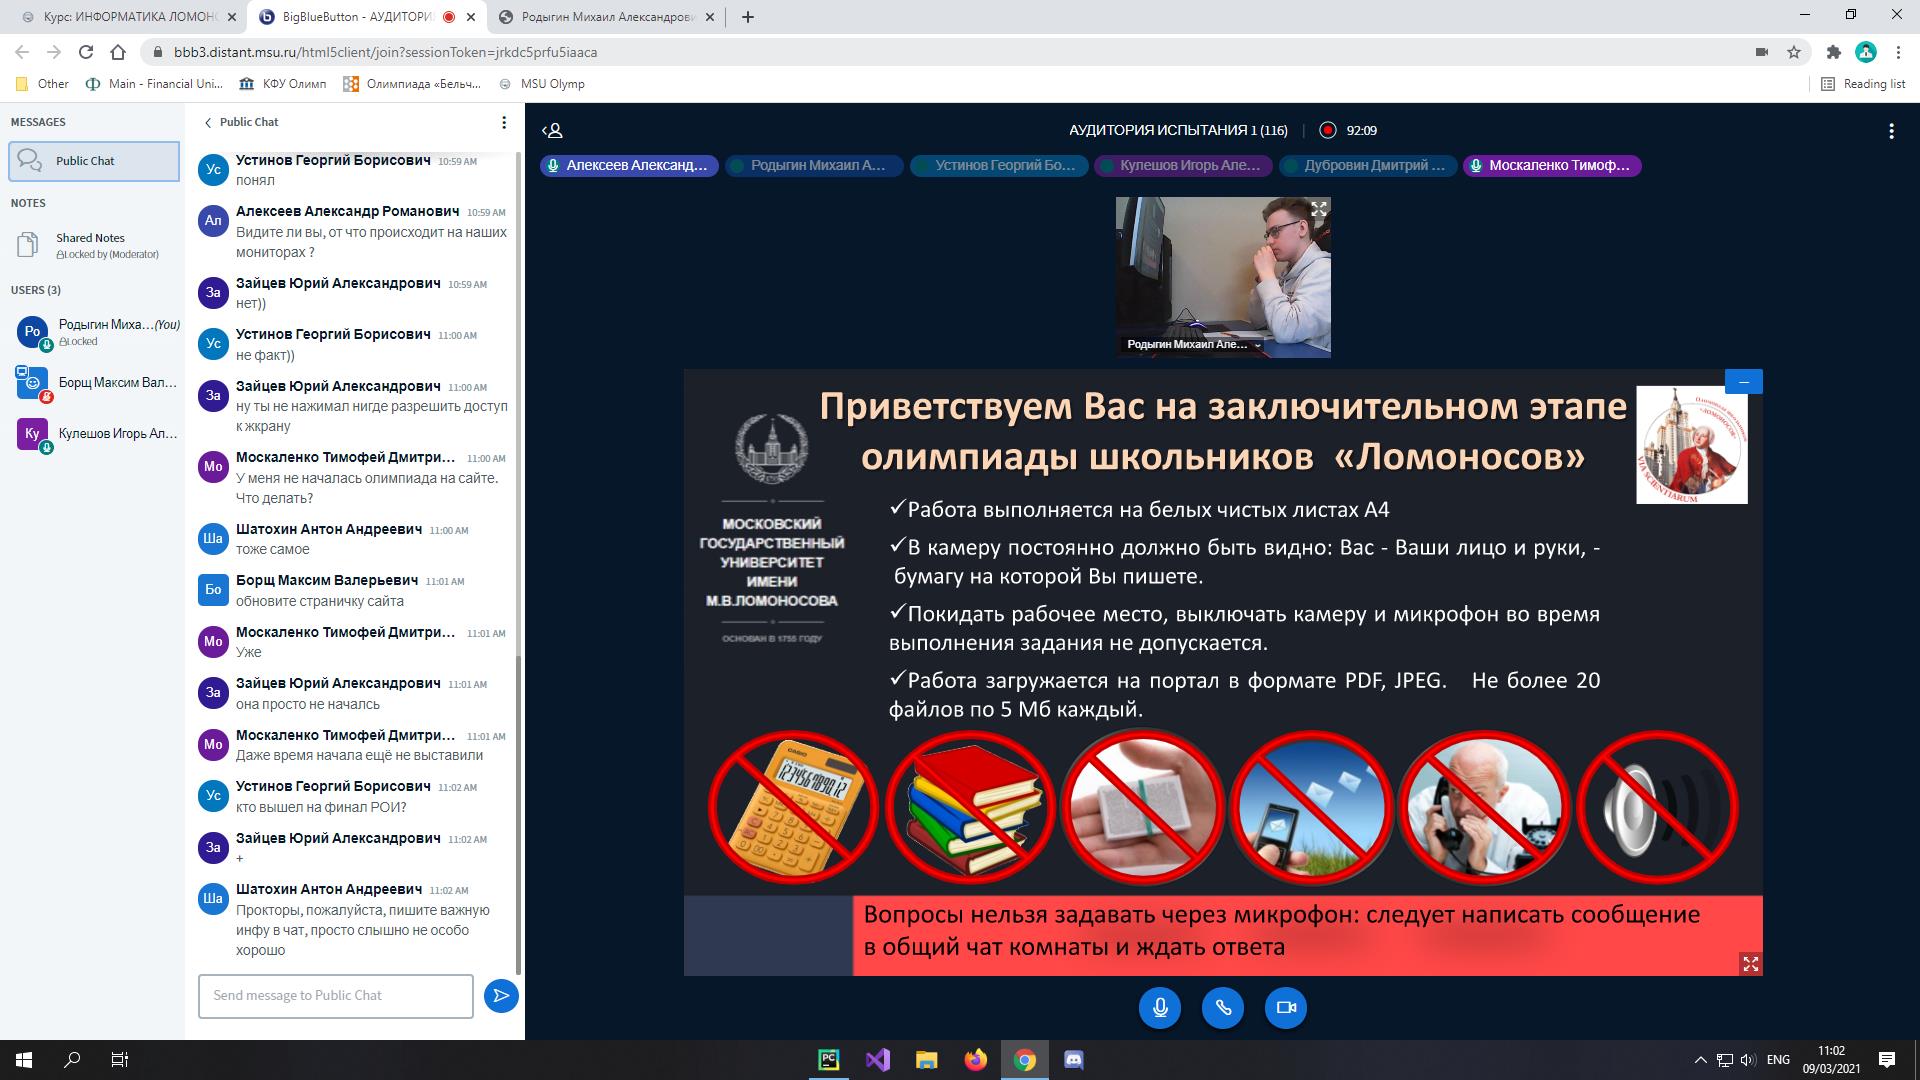 Курс: ИНФОРМАТИКА ЛОМОНО
BigBlueButton - АУДИТОРИ
Родыгин Михаил Александрови
bbb3.distant.msu.ru/html5client/join?sessionToken=jrkdc5prfu5iaaca
Other
Main - Financial Uni...
КФУ Олимп
Олимпиада «Бельч...
MSU Olymp
Reading list
MESSAGES
Public Chat
NOTES
Shared Notes
Locked by (Moderator)
USERS (3)
Ро
Родыгин Миха...(You)
Locked
Борщ Максим Вал...
Ку
Кулешов Игорь Ал...
Public Chat
Ус
Устинов Георгий Борисович 10:59 AM
понял
Ал
Алексеев Александр Романович 10:59 AM
Видите ли вы, от что происходит на наших
мониторах ?
За
Зайцев Юрий Александрович 10:59 AM
нет))
Ус
Устинов Георгий Борисович 11:00 AM
не факт))
За
Зайцев Юрий Александрович 11:00 AM
ну ты не нажимал нигде разрешить доступ
к жкрану
Мо
Москаленко Тимофей Дмитри... 11:00 AM
У меня не началась олимпиада на сайте.
Что делать?
Ша
Шатохин Антон Андреевич 11:00 AM
тоже самое
Бо
Борщ Максим Валерьевич 11:01 AM
обновите страничку сайта
Мо
Москаленко Тимофей Дмитри... 11:01 AM
Уже
За
Зайцев Юрий Александрович 11:01 AM
она просто не началсь
Мо
Москаленко Тимофей Дмитри... 11:01 AM
Даже время начала ещё не выставили
Ус
Устинов Георгий Борисович 11:02 AM
кто вышел на финал РОИ?
За
Зайцев Юрий Александрович 11:02 AM
+
Ша
Шатохин Антон Андреевич 11:02 AM
Прокторы, пожалуйста, пишите важную
инфу в чат, просто слышно не особо
хорошо
Send message to Public Chat
АУДИТОРИЯ ИСПЫТАНИЯ 1 (116)
92:09
Алексеев Александ...
Родыгин Михаил А...
Устинов Георгий Бо...
Кулешов Игорь Але...
Дубровин Дмитрий ...
Москаленко Тимоф...
Родыгин Михаил Але...
Приветствуем Вас на заключительном этапе
олимпиады школьников «Ломоносов»
МОСКОВСКИЙ
ГОСУДАРСТВЕННЫЙ
УНИВЕРСИТЕТ
ИМЕНИ
М.В.ЛОМОНОСОВА
ОСНОВАН В 1755 ГОДУ
VIA SCIENTIARUM
✓Работа выполняется на белых чистых листах А4
✓В камеру постоянно должно быть видно: Вас - Ваши лицо и руки, -
бумагу на которой Вы пишете.
✓Покидать рабочее место, выключать камеру и микрофон во время
выполнения задания не допускается.
✓Работа загружается на портал в формате PDF, JPEG. Не более 20
файлов по 5 Мб каждый.
CASIO
Вопросы нельзя задавать через микрофон: следует написать сообщение
в общий чат комнаты и ждать ответа
PC
ENG
11:02
09/03/2021